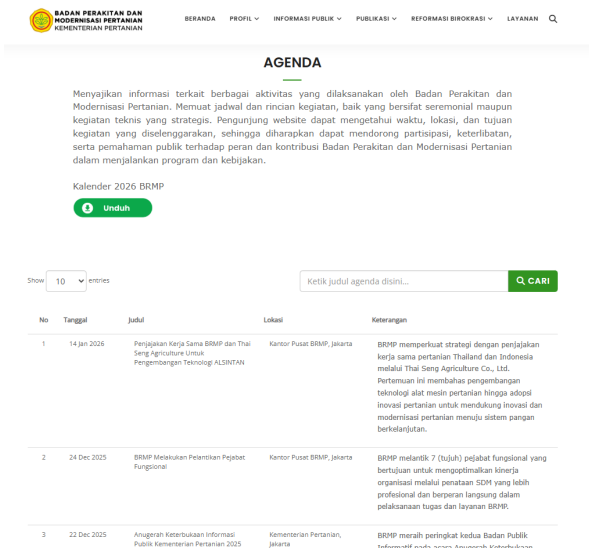 BADAN PERAKITAN DAN
MODERNISASI PERTANIAN
KEMENTERIAN PERTANIAN
BERANDA PROFIL INFORMASI PUBLIK PUBLIKASI REFORMASI BIROKRASI LAYANAN
AGENDA
Menyajikan informasi terkait berbagai aktivitas yang dilaksanakan oleh Badan Perakitan dan
Modernisasi Pertanian. Memuat jadwal dan rincian kegiatan, baik yang bersifat seremonial maupun
kegiatan teknis yang strategis. Pengunjung website dapat mengetahui waktu, lokasi, dan tujuan
kegiatan yang diselenggarakan, sehingga diharapkan dapat mendorong partisipasi, keterlibatan,
serta pemahaman publik terhadap peran dan kontribusi Badan Perakitan dan Modernisasi Pertanian
dalam menjalankan program dan kebijakan.
Kalender 2026 BRMP
Unduh
Show 10 entries
Ketik judul agenda disini...
CARI
No Tanggal Judul Lokasi Keterangan
1 14 Jan 2026
Penjajakan Kerja Sama BRMP dan Thai
Seng Agriculture Untuk
Pengembangan Teknologi ALSINTAN
Kantor Pusat BRMP, Jakarta
BRMP memperkuat strategi dengan penjajakan
kerja sama pertanian Thailand dan Indonesia
melalui Thai Seng Agriculture Co., Ltd.
Pertemuan ini membahas pengembangan
teknologi alat mesin pertanian hingga adopsi
inovasi pertanian untuk mendukung inovasi dan
modernisasi pertanian menuju sistem pangan
berkelanjutan.
2 24 Dec 2025
BRMP Melakukan Pelantikan Pejabat
Fungsional
Kantor Pusat BRMP, Jakarta
BRMP melantik 7 (tujuh) pejabat fungsional yang
bertujuan untuk mengoptimalkan kinerja
organisasi melalui penataan SDM yang lebih
profesional dan berperan langsung dalam
pelaksanaan tugas dan layanan BRMP.
3 22 Dec 2025
Anugerah Keterbukaan Informasi
Publik Kementerian Pertanian 2025
Kementerian Pertanian,
Jakarta
BRMP meraih peringkat kedua Badan Publik
Informatif pada acara Anugerah Keterbukaan